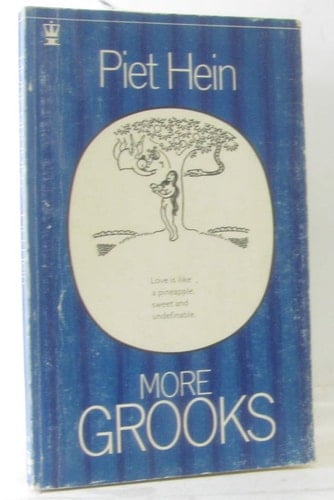 Piet Hein
Love is like
a pineapple,
sweet and
undefinable.
MORE
GROOKS